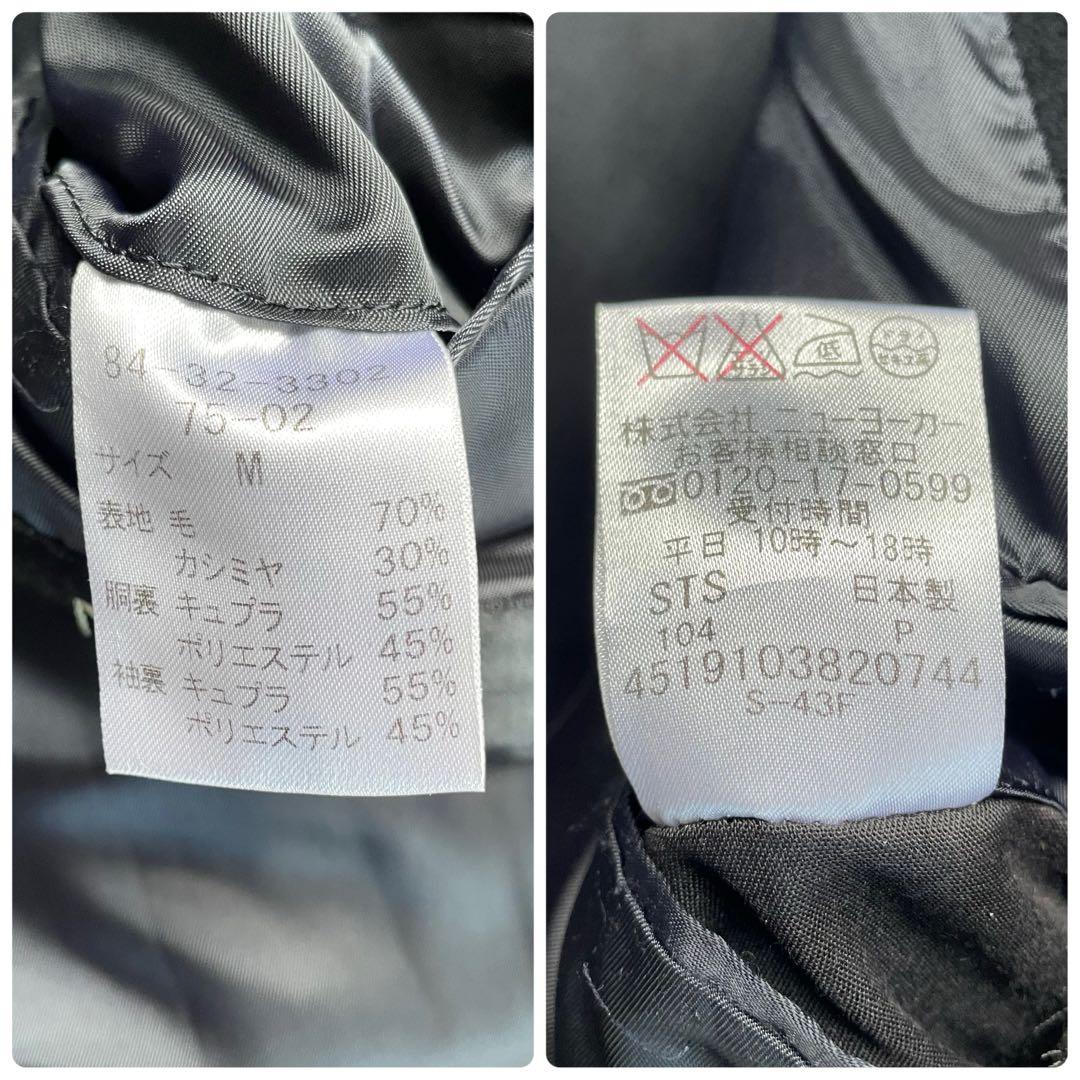 84-32-3302
75-02
サイズ M
表地 毛 70%
カシミヤ 30%
胴裏 キュプラ 55%
ポリエステル 45%
袖裏 キュプラ 55%
ポリエステル 45%
低
株式会社 ニューヨーカー
お客様相談窓口
0120-17-0599
受付時間
平日 10時～18時
STS 日本製
104 P
4519103820744
S-43F